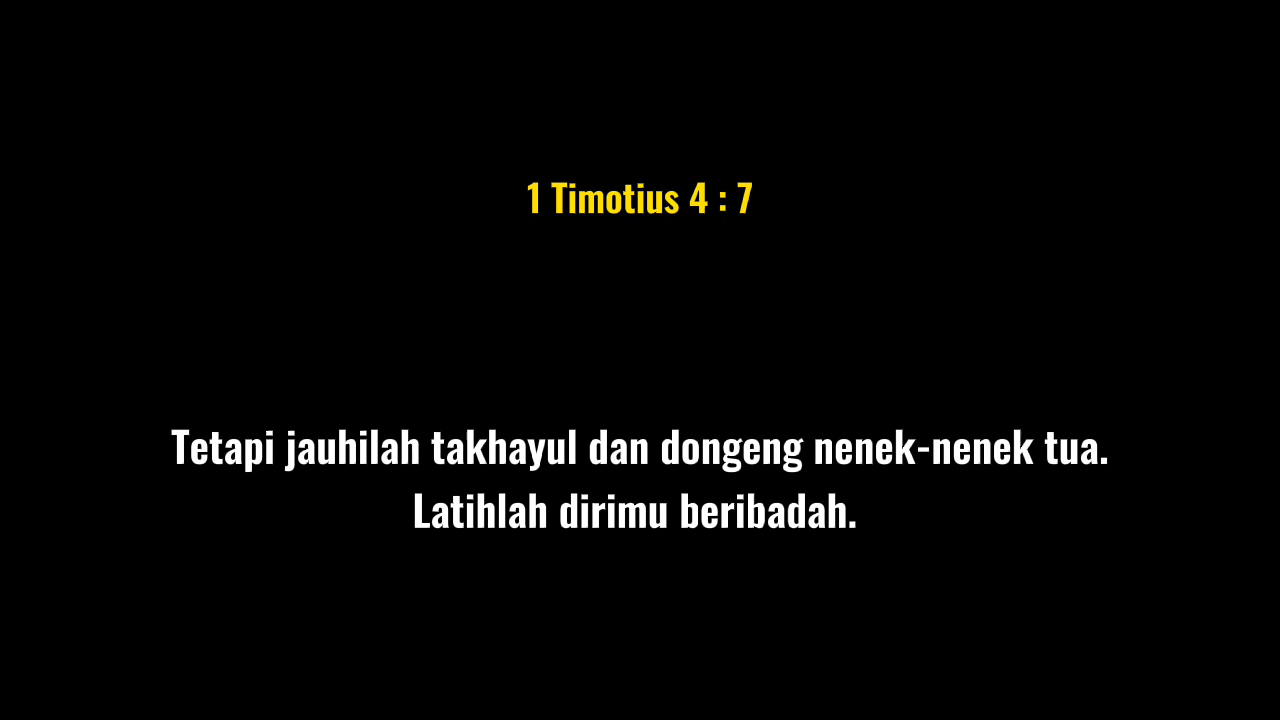 1 Timotius 4 : 7
Tetapi jauhilah takhayul dan dongeng nenek-nenek tua.
Latihlah dirimu beribadah.